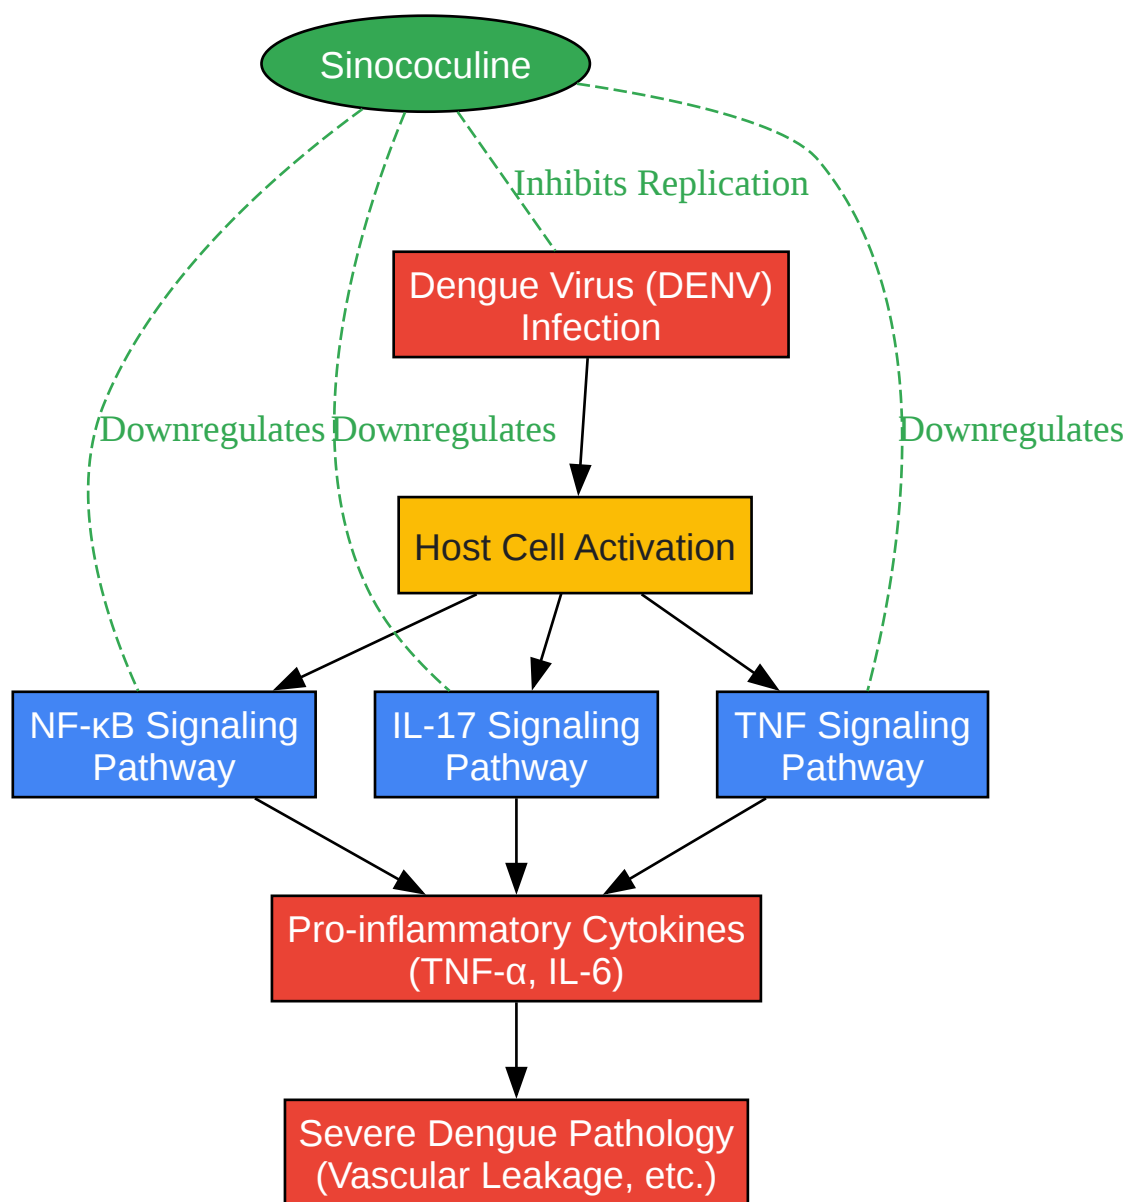 Sinococuline
Inhibits Replication
Dengue Virus (DENV)
Infection
Downregulates
Downregulates
Downregulates
Host Cell Activation
NF-κB Signaling
Pathway
IL-17 Signaling
Pathway
TNF Signaling
Pathway
Pro-inflammatory Cytokines
(TNF-α, IL-6)
Severe Dengue Pathology
(Vascular Leakage, etc.)